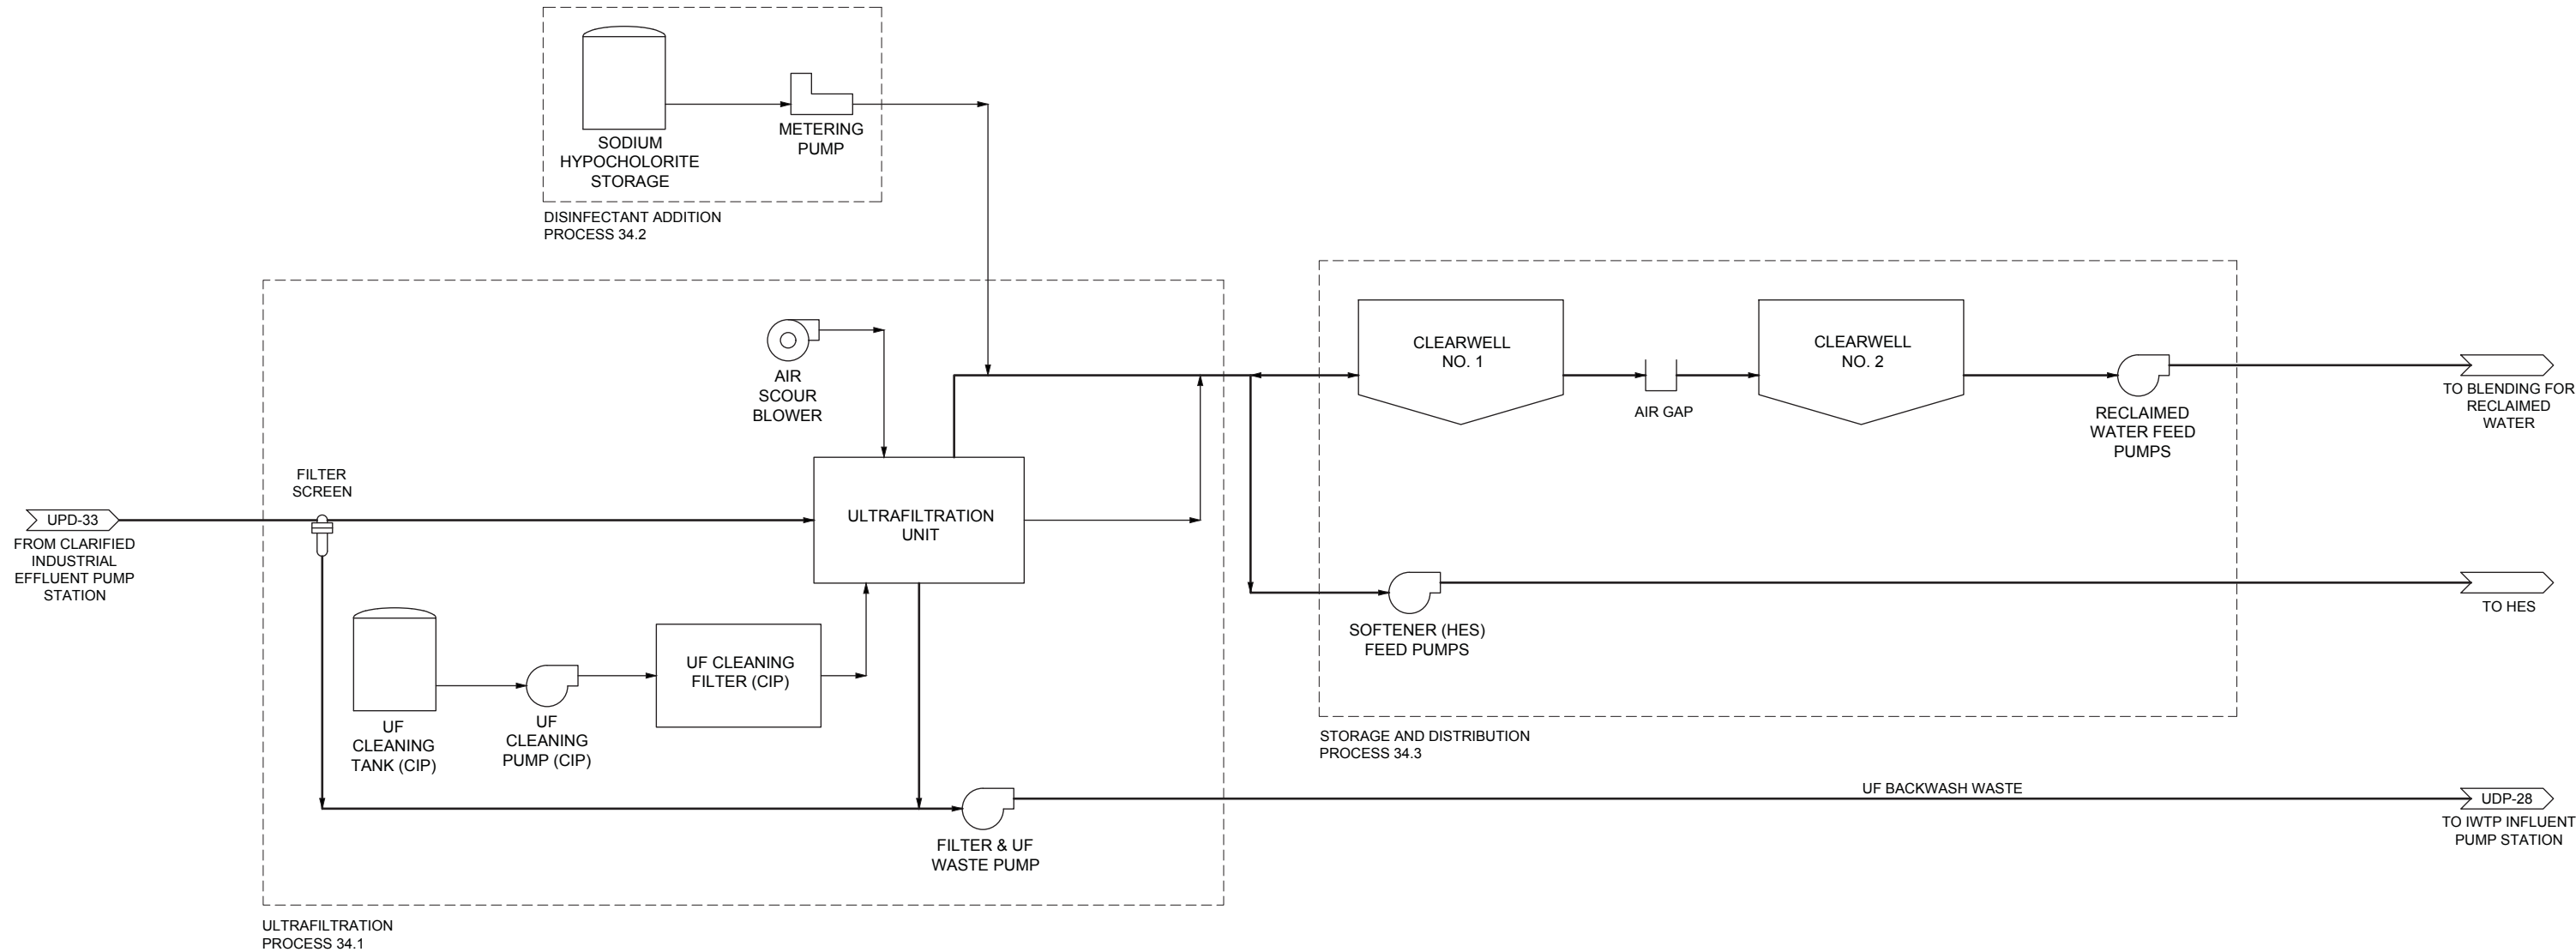 SODIUM
HYPOCHOLORITE
STORAGE
METERING
PUMP
DISINFECTANT ADDITION
PROCESS 34.2
AIR
SCOUR
BLOWER
CLEARWELL
NO. 1
AIR GAP
CLEARWELL
NO. 2
RECLAIMED
WATER FEED
PUMPS
TO BLENDING FOR
RECLAIMED
WATER
FILTER
SCREEN
UPD-33
FROM CLARIFIED
INDUSTRIAL
EFFLUENT PUMP
STATION
ULTRAFILTRATION
UNIT
SOFTENER (HES)
FEED PUMPS
TO HES
UF
CLEANING
TANK (CIP)
UF
CLEANING
PUMP (CIP)
UF CLEANING
FILTER (CIP)
STORAGE AND DISTRIBUTION
PROCESS 34.3
UF BACKWASH WASTE
UDP-28
TO IWTP INFLUENT
PUMP STATION
FILTER & UF
WASTE PUMP
ULTRAFILTRATION
PROCESS 34.1